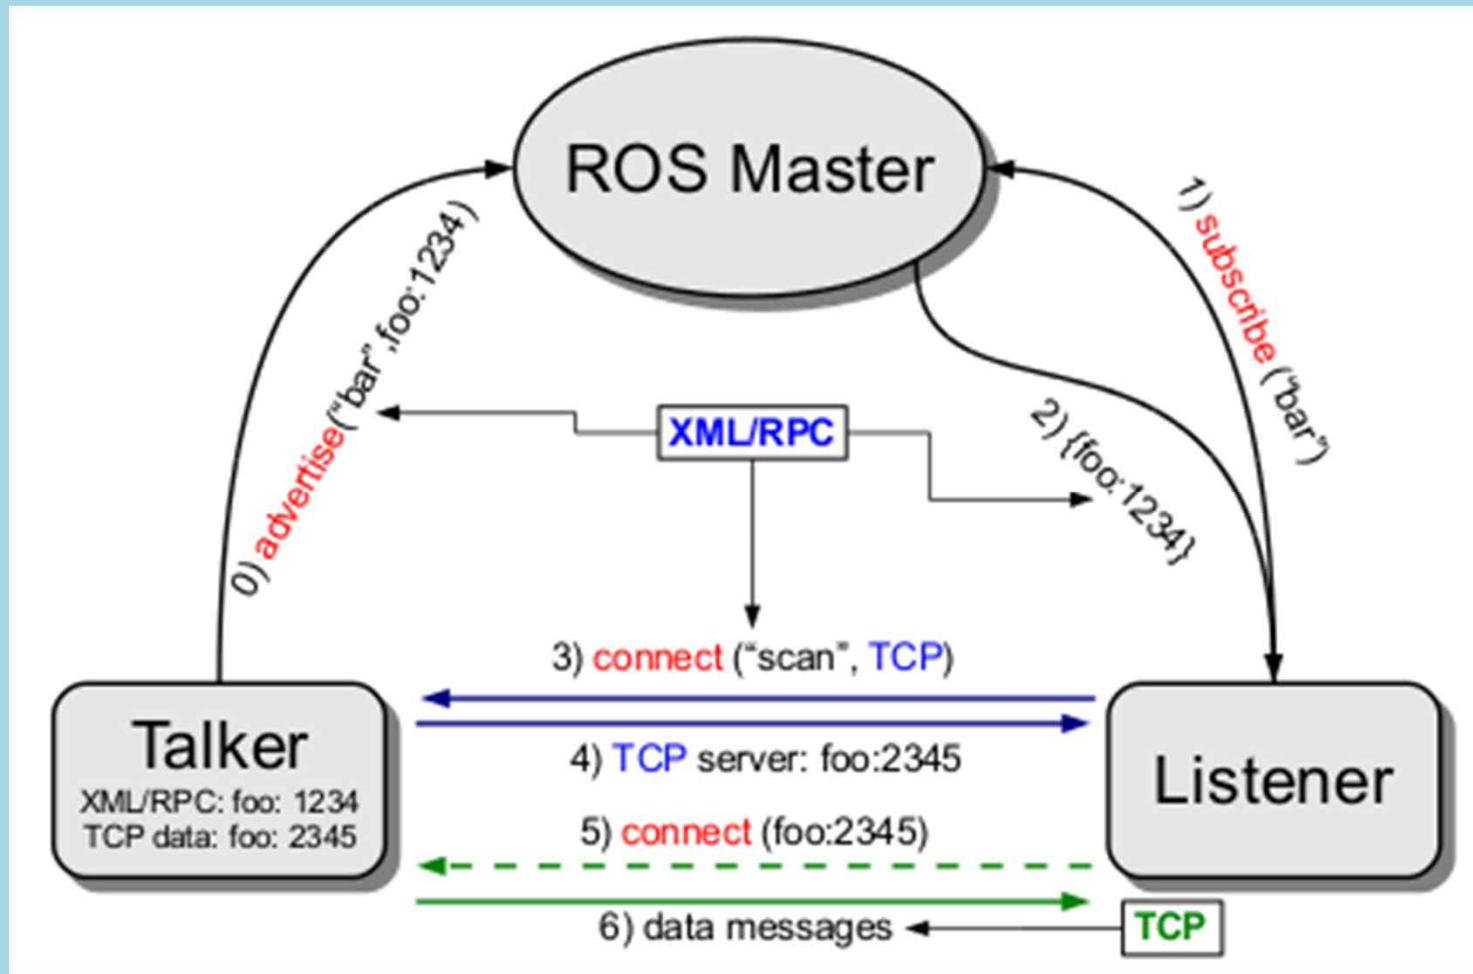 ROS Master
0) advertise(“bar”,foo:1234)
1) subscribe (“bar”)
XML/RPC
2) {foo:1234}
3) connect (“scan”, TCP)
Talker
XML/RPC: foo: 1234
TCP data: foo: 2345
4) TCP server: foo:2345
Listener
5) connect (foo:2345)
6) data messages
TCP